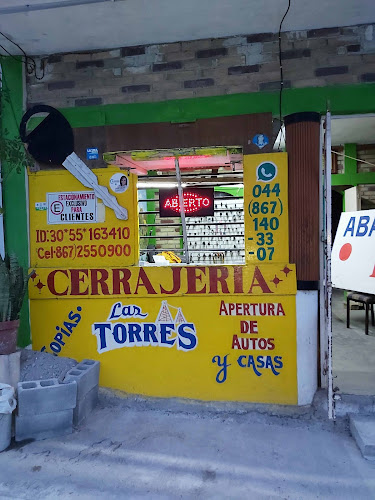 ABIERTO
ESTACIONAMIENTO
EXCLUSIVO
PARA
CLIENTES
E
ID:30*55*163410
Cel:(867)2550900
044
(867)
140
-33
07
CERRAJERIA
COPIAS.
Las
TORRES
APERTURA
DE
AUTOS
Y CASAS
ABA